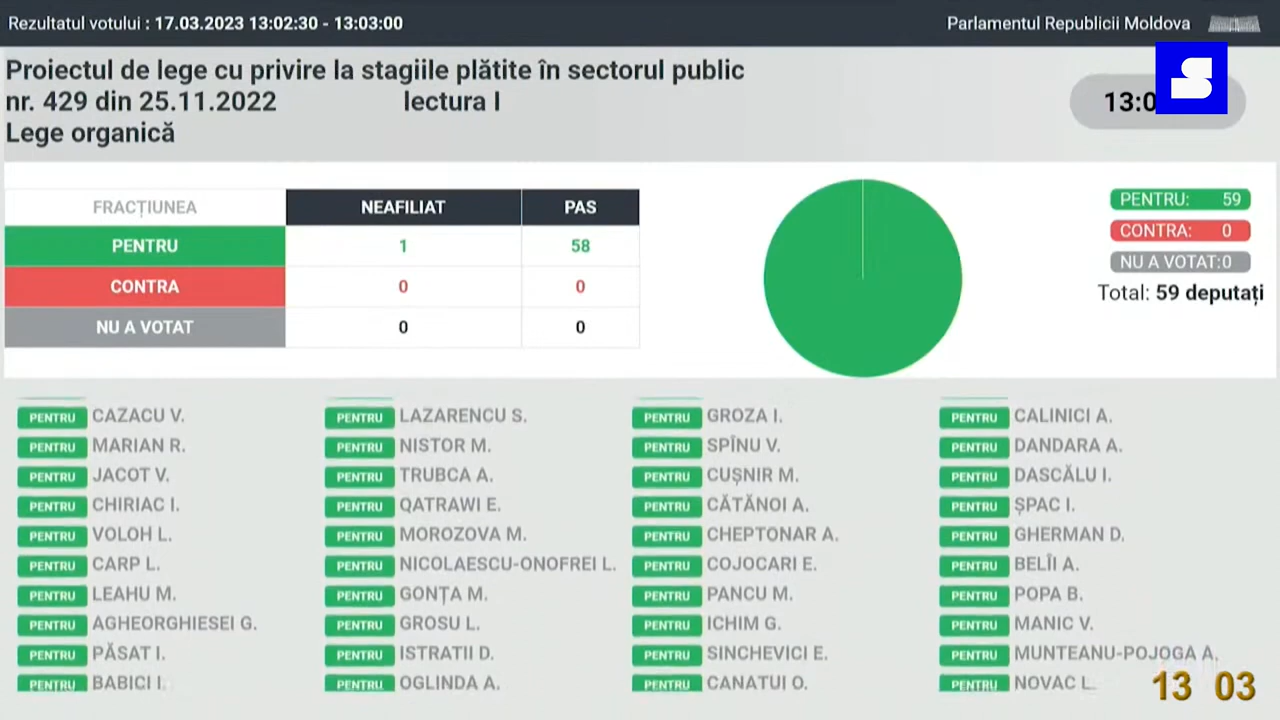 Rezultatul votului : 17.03.2023 13:02:30 - 13:03:00
Parlamentul Republicii Moldova
Proiectul de lege cu privire la stagiile plătite în sectorul public
nr. 429 din 25.11.2022 lectura I
Lege organică
13:0
FRACȚIUNEA NEAFILIAT PAS
PENTRU 1 58
CONTRA 0 0
NU A VOTAT 0 0
PENTRU: 59
CONTRA: 0
NU A VOTAT:0
Total: 59 deputați
PENTRU CAZACU V. PENTRU LAZARENCU S. PENTRU GROZA I. PENTRU CALINICI A.
PENTRU MARIAN R. PENTRU NISTOR M. PENTRU SPÎNU V. PENTRU DANDARA A.
PENTRU JACOT V. PENTRU TRUBCA A. PENTRU CUȘNIR M. PENTRU DASCĂLU I.
PENTRU CHIRIAC I. PENTRU QATRAWI E. PENTRU CĂTĂNOI A. PENTRU ȘPAC I.
PENTRU VOLOH L. PENTRU MOROZOVA M. PENTRU CHEPTONAR A. PENTRU GHERMAN D.
PENTRU CARP L. PENTRU NICOLAESCU-ONOFREI L. PENTRU COJOCARI E. PENTRU BELÎI A.
PENTRU LEAHU M. PENTRU GONȚA M. PENTRU PANCU M. PENTRU POPA B.
PENTRU AGHEORGHIESEI G. PENTRU GROSU L. PENTRU ICHIM G. PENTRU MANIC V.
PENTRU PĂSAT I. PENTRU ISTRATII D. PENTRU SINCHEVICI E. PENTRU MUNTEANU-POJOGA A.
PENTRU BABICI I. PENTRU OGLINDA A. PENTRU CANATUI O. PENTRU NOVAC L.
13 03